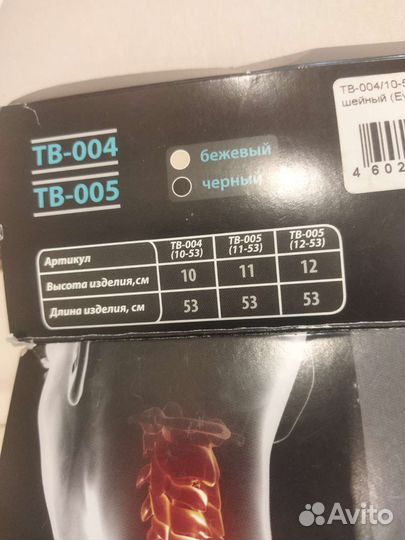 ТВ-004/10-5
шейный (Ev
4 602
ТВ-004
ТВ-005
бежевый
черный
Артикул ТВ-004 (10-53) ТВ-005 (11-53) ТВ-005 (12-53)
Высота изделия,см 10 11 12
Длина изделия, см 53 53 53
Avito